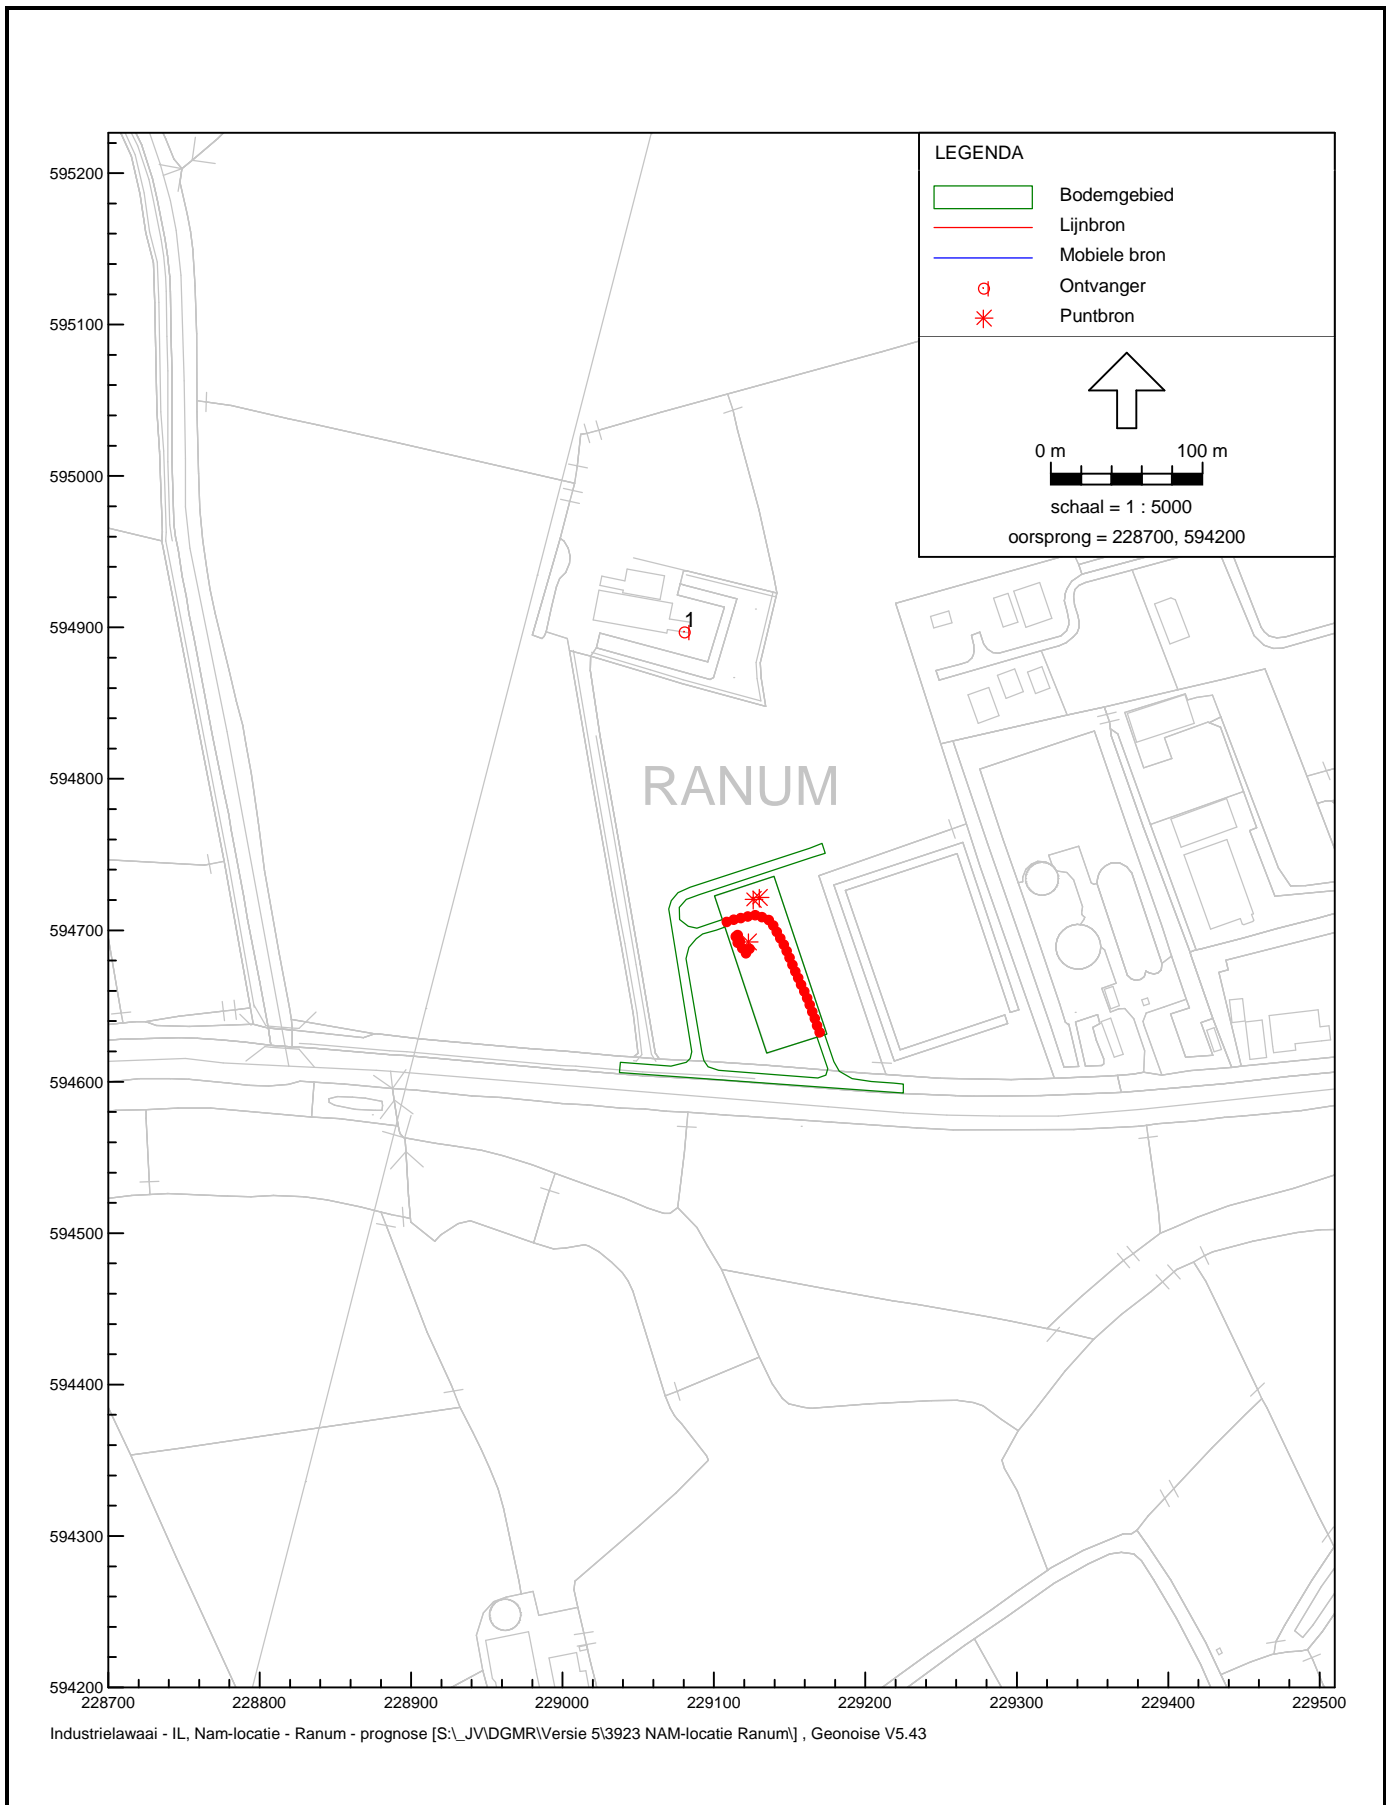 LEGENDA
Bodemgebied
Lijnbron
Mobiele bron
Ontvanger
Puntbron
0 m 100 m
schaal = 1 : 5000
oorsprong = 228700, 594200
595200
595100
595000
594900
594800
594700
594600
594500
594400
594300
594200
1
RANUM
228700 228800 228900 229000 229100 229200 229300 229400 229500
Industrielawaai - IL, Nam-locatie - Ranum - prognose [S:\_JV\DGMR\Versie 5\3923 NAM-locatie Ranum\] , Geonoise V5.43